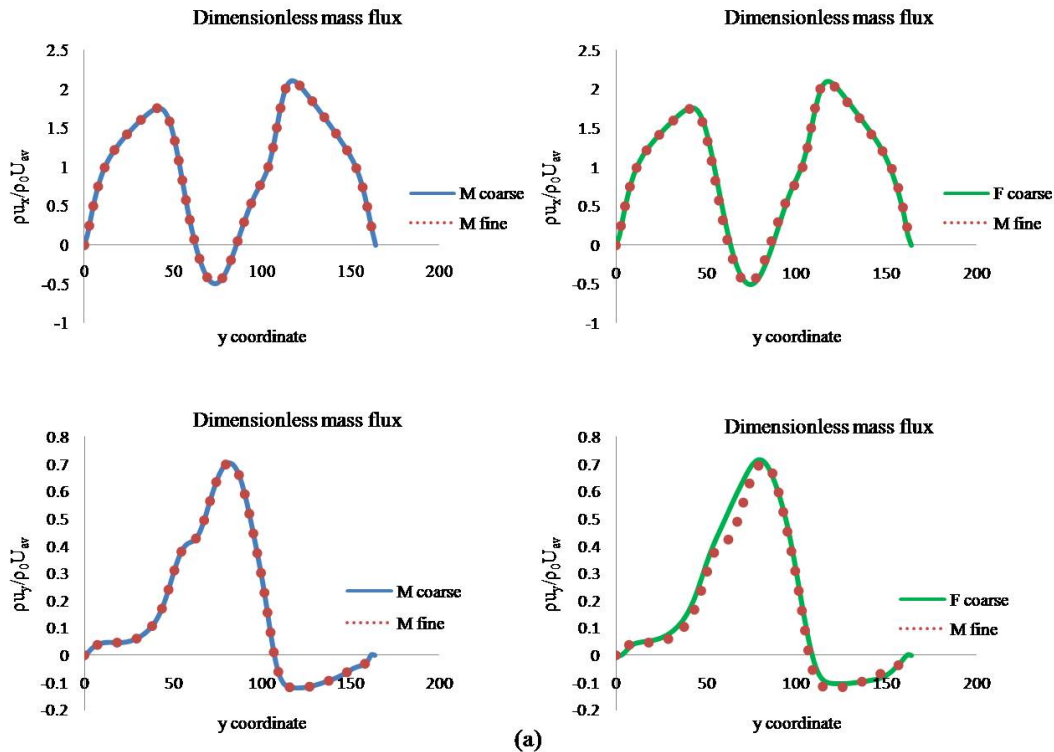 Dimensionless mass flux
2.5
2
1.5
1
0.5
0
-0.5
-1
0
50
100
150
200
ρuₓ/ρ₀Uₐᵥ
y coordinate
M coarse
M fine
Dimensionless mass flux
2.5
2
1.5
1
0.5
0
-0.5
-1
0
50
100
150
200
ρuₓ/ρ₀Uₐᵥ
y coordinate
F coarse
M fine
Dimensionless mass flux
0.8
0.7
0.6
0.5
0.4
0.3
0.2
0.1
0
-0.1
-0.2
0
50
100
150
200
ρu_y/ρ₀Uₐᵥ
y coordinate
M coarse
M fine
Dimensionless mass flux
0.8
0.7
0.6
0.5
0.4
0.3
0.2
0.1
0
-0.1
-0.2
0
50
100
150
200
ρu_y/ρ₀Uₐᵥ
y coordinate
F coarse
M fine
(a)